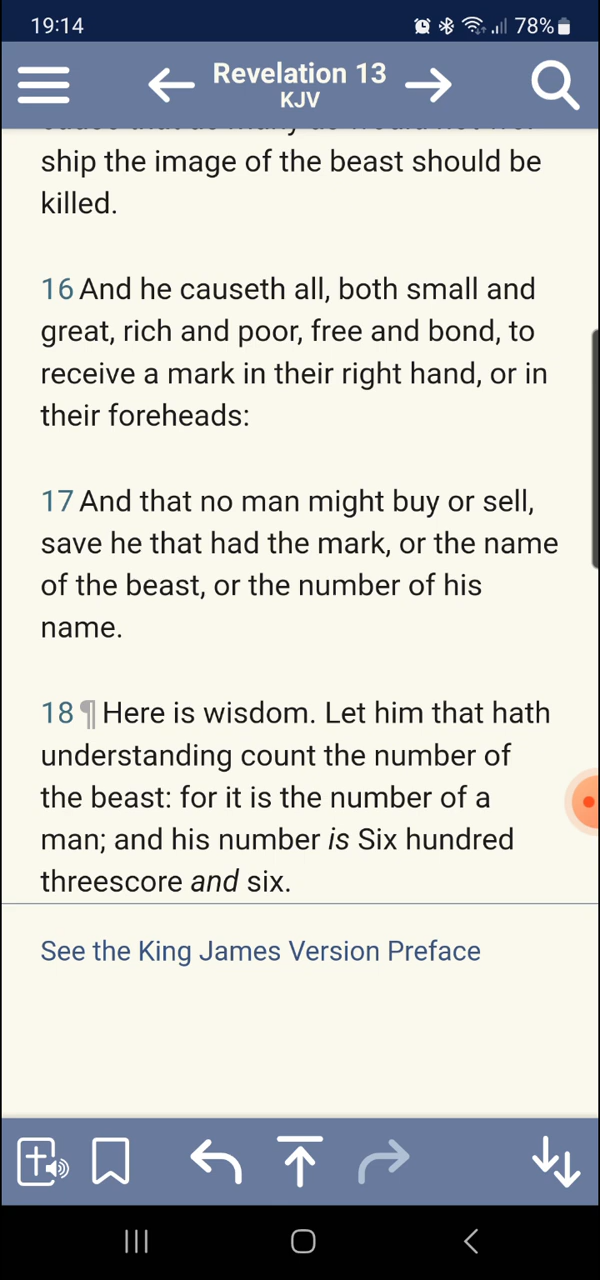 19:14
78%
Revelation 13
KJV
ship the image of the beast should be
killed.
16 And he causeth all, both small and
great, rich and poor, free and bond, to
receive a mark in their right hand, or in
their foreheads:
17 And that no man might buy or sell,
save he that had the mark, or the name
of the beast, or the number of his
name.
18 ¶ Here is wisdom. Let him that hath
understanding count the number of
the beast: for it is the number of a
man; and his number is Six hundred
threescore and six.
See the King James Version Preface